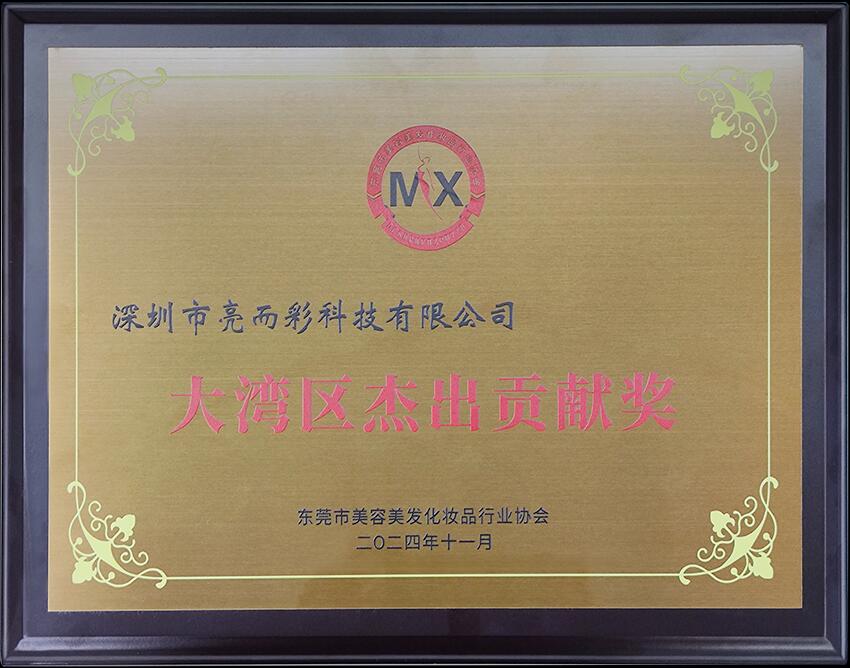 MX
深圳市亮而彩科技有限公司
大湾区杰出贡献奖
东莞市美容美发化妆品行业协会
二〇二四年十一月